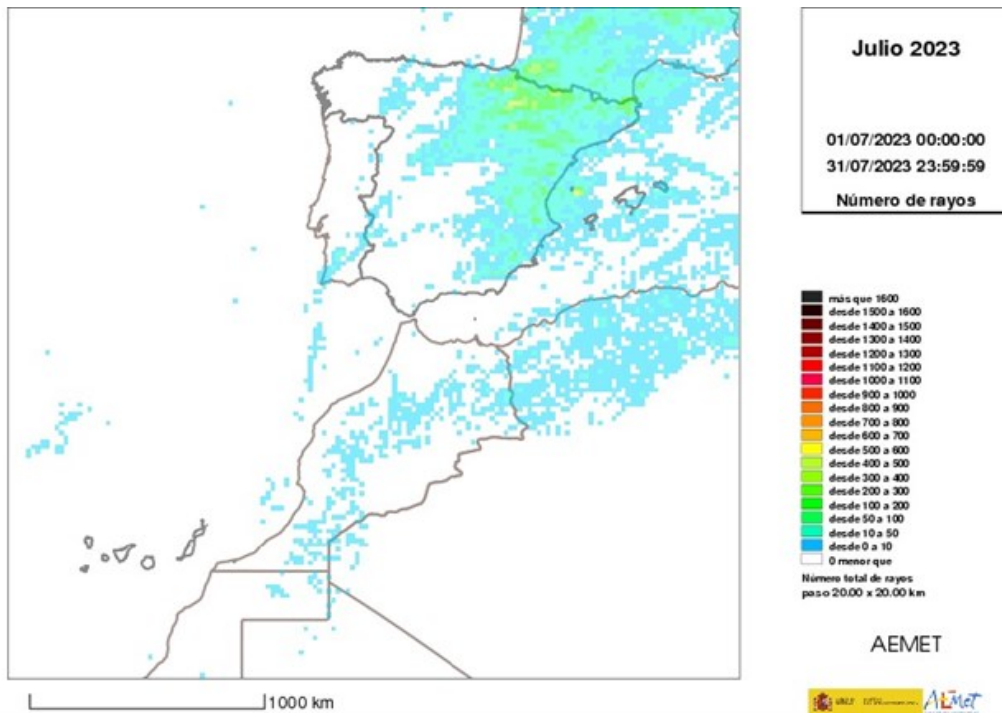 Julio 2023
01/07/2023 00:00:00
31/07/2023 23:59:59
Número de rayos
más que 1600
desde 1500 a 1600
desde 1400 a 1500
desde 1300 a 1400
desde 1200 a 1300
desde 1100 a 1200
desde 1000 a 1100
desde 900 a 1000
desde 800 a 900
desde 700 a 800
desde 600 a 700
desde 500 a 600
desde 400 a 500
desde 300 a 400
desde 200 a 300
desde 100 a 200
desde 50 a 100
desde 10 a 50
desde 0 a 10
0 menor que
Número total de rayos
paso 20.00 x 20.00 km
AEMET
1000 km
AEMet